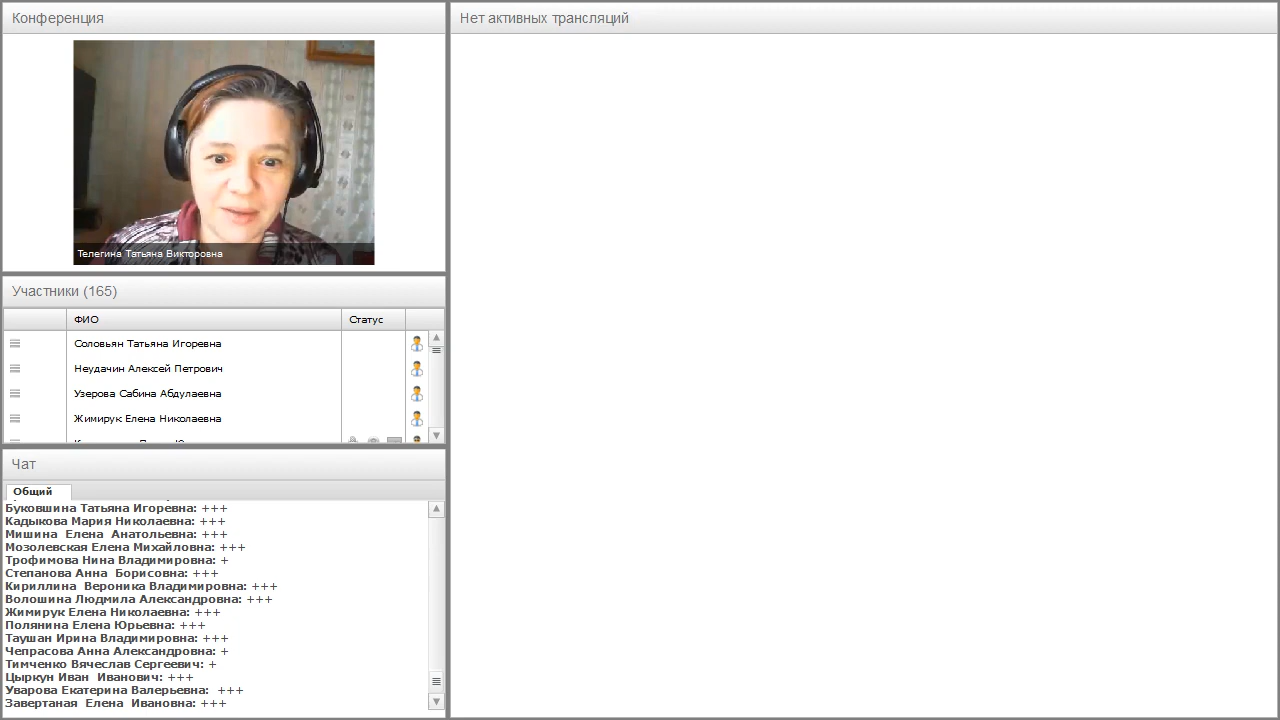 Конференция
Нет активных трансляций
Телегина Татьяна Викторовна
Участники (165)
ФИО
Статус
Соловьян Татьяна Игоревна
Неудачин Алексей Петрович
Узерова Сабина Абдулаевна
Жимирук Елена Николаевна
Чат
Общий
Буковшина Татьяна Игоревна: +++
Кадыкова Мария Николаевна: +++
Мишина Елена Анатольевна: +++
Мозолевская Елена Михайловна: +++
Трофимова Нина Владимировна: +
Степанова Анна Борисовна: +++
Кириллина Вероника Владимировна: +++
Волошина Людмила Александровна: +++
Жимирук Елена Николаевна: +++
Полянина Елена Юрьевна: +++
Таушан Ирина Владимировна: +++
Чепрасова Анна Александровна: +
Тимченко Вячеслав Сергеевич: +
Цыркун Иван Иванович: +++
Уварова Екатерина Валерьевна: +++
Завертаная Елена Ивановна: +++